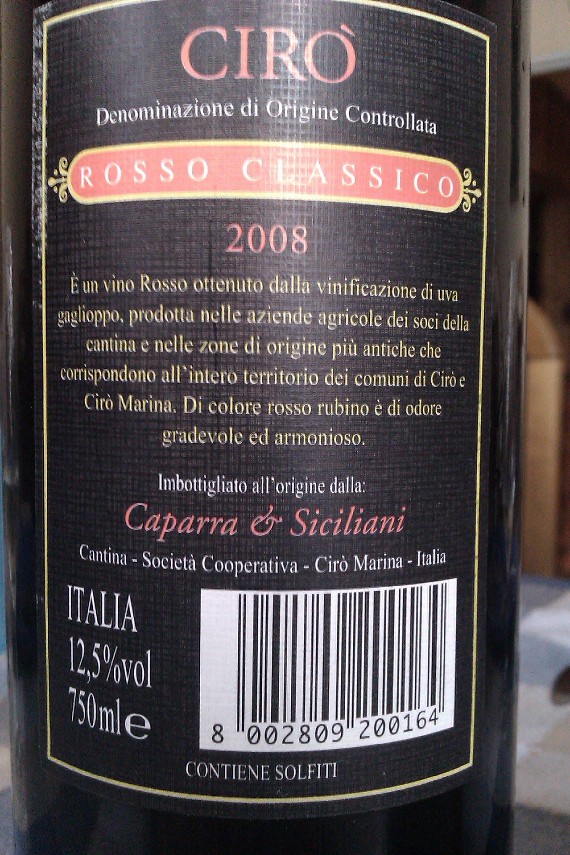 CIRÒ
Denominazione di Origine Controllata
ROSSO CLASSICO
2008
È un vino Rosso ottenuto dalla vinificazione di uva
gaglioppo, prodotta nelle aziende agricole dei soci della
cantina e nelle zone di origine più antiche che
corrispondono all'intero territorio dei comuni di Cirò e
Cirò Marina. Di colore rosso rubino è di odore
gradevole ed armonioso.
Imbottigliato all'origine dalla:
Caparra & Siciliani
Cantina - Società Cooperativa - Cirò Marina - Italia
ITALIA
12,5%vol
750ml e
8 002809 200164
CONTIENE SOLFITI